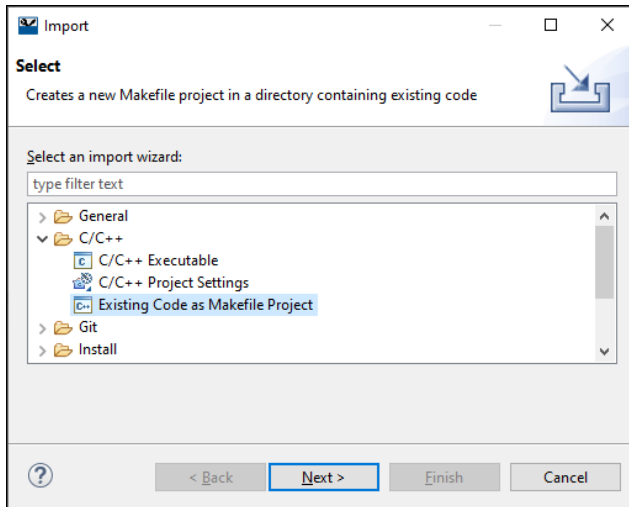 Import
Select
Creates a new Makefile project in a directory containing existing code
Select an import wizard:
type filter text
General
C/C++
C/C++ Executable
C/C++ Project Settings
Existing Code as Makefile Project
Git
Install
? < Back Next > Finish Cancel